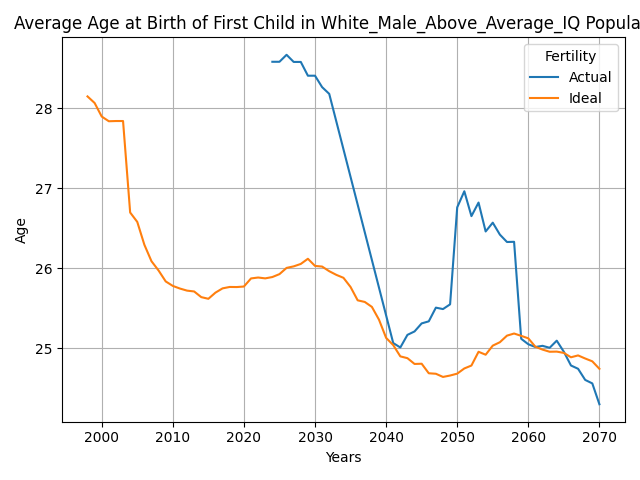 Average Age at Birth of First Child in White_Male_Above_Average_IQ Popula
Fertility
Actual
Ideal
28
27
26
25
Age
2000 2010 2020 2030 2040 2050 2060 2070
Years